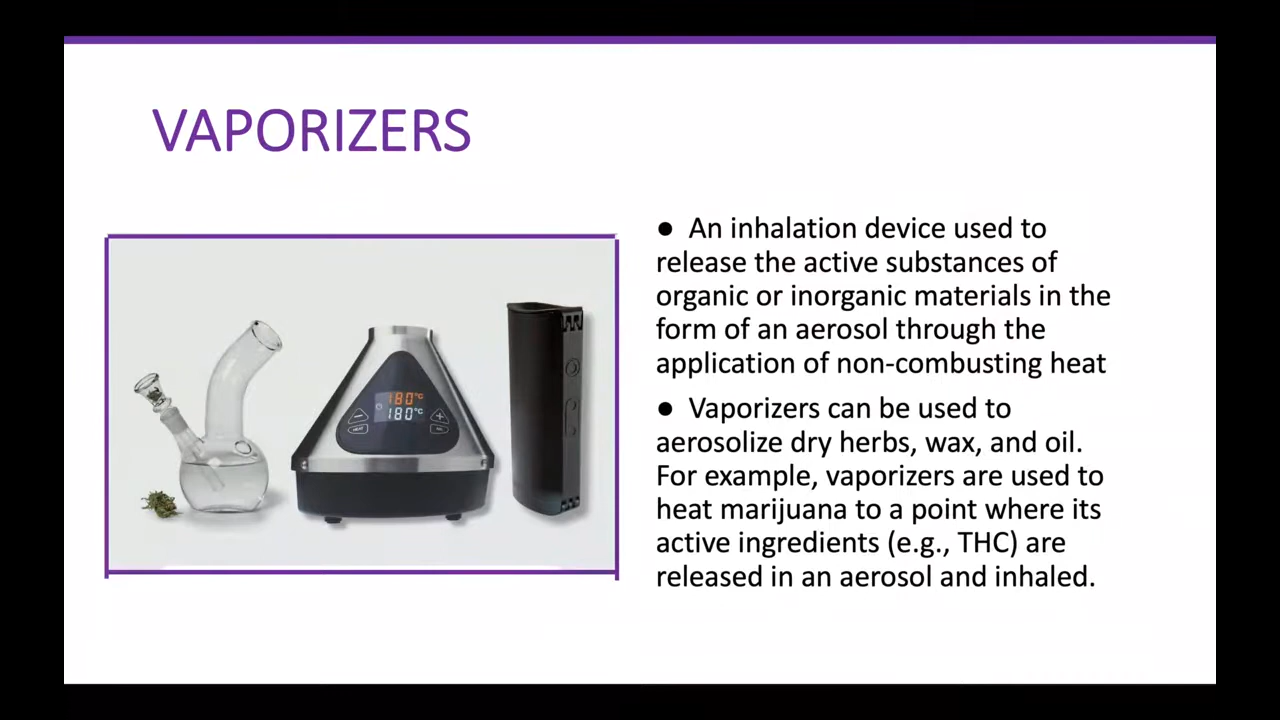 VAPORIZERS
● An inhalation device used to
release the active substances of
organic or inorganic materials in the
form of an aerosol through the
application of non-combusting heat
● Vaporizers can be used to
aerosolize dry herbs, wax, and oil.
For example, vaporizers are used to
heat marijuana to a point where its
active ingredients (e.g., THC) are
released in an aerosol and inhaled.
180°C
180°C
− +
HEAT